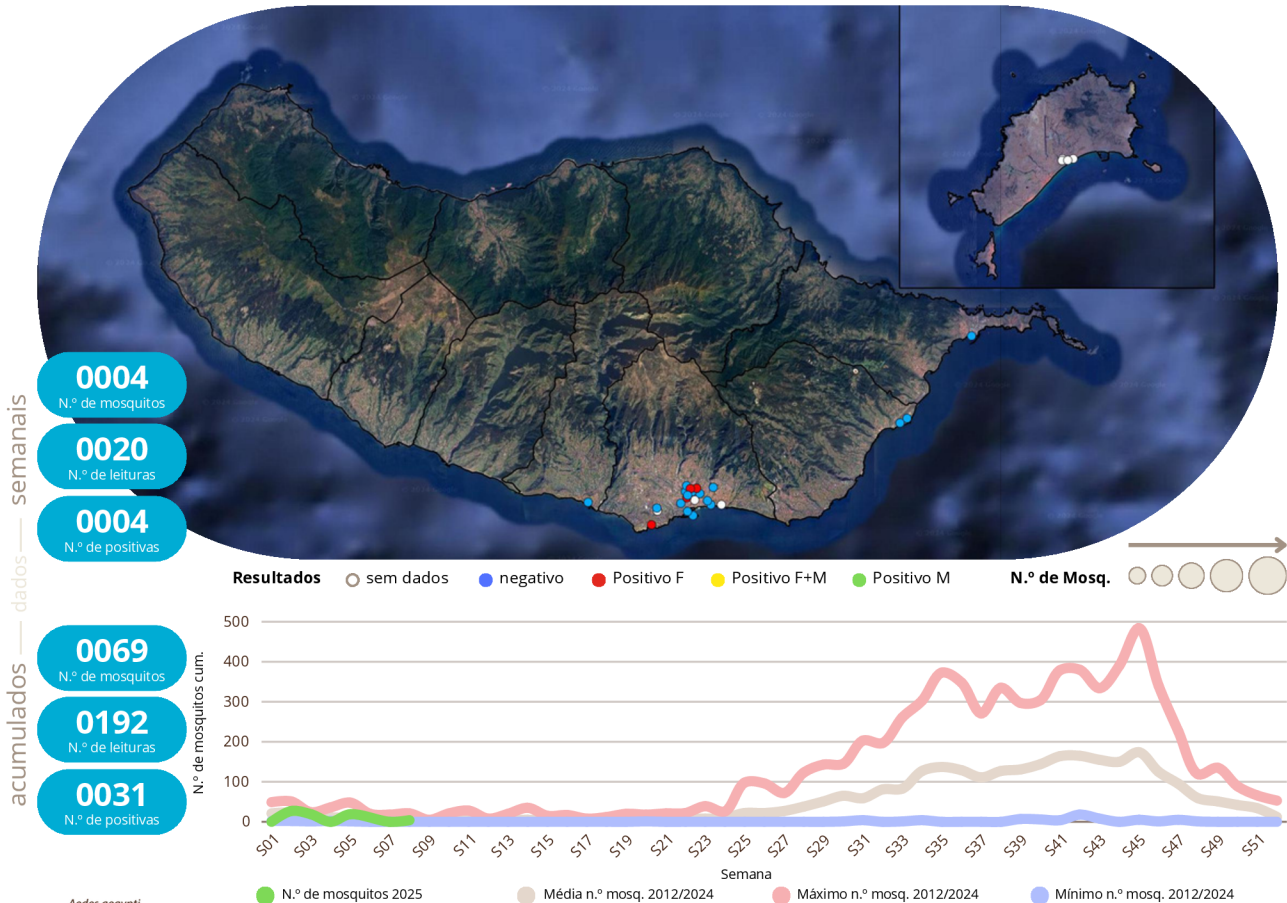 semanais
dados
acumulados
0004
N.º de mosquitos
0020
N.º de leituras
0004
N.º de positivas
Resultados sem dados negativo Positivo F Positivo F+M Positivo M N.º de Mosq.
0069
N.º de mosquitos
0192
N.º de leituras
0031
N.º de positivas
N.º de mosquitos cum.
500
400
300
200
100
0
S01 S03 S05 S07 S09 S11 S13 S15 S17 S19 S21 S23 S25 S27 S29 S31 S33 S35 S37 S39 S41 S43 S45 S47 S49 S51
Semana
N.º de mosquitos 2025 Média n.º mosq. 2012/2024 Máximo n.º mosq. 2012/2024 Mínimo n.º mosq. 2012/2024